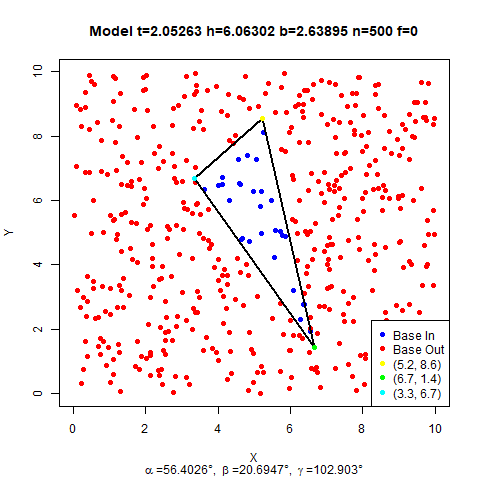 Model t=2.05263 h=6.06302 b=2.63895 n=500 f=0
10
8
6
Y
4
2
0
Base In
Base Out
(5.2, 8.6)
(6.7, 1.4)
(3.3, 6.7)
0 2 4 6 8 10
X
α=56.4026°, β=20.6947°, γ=102.903°